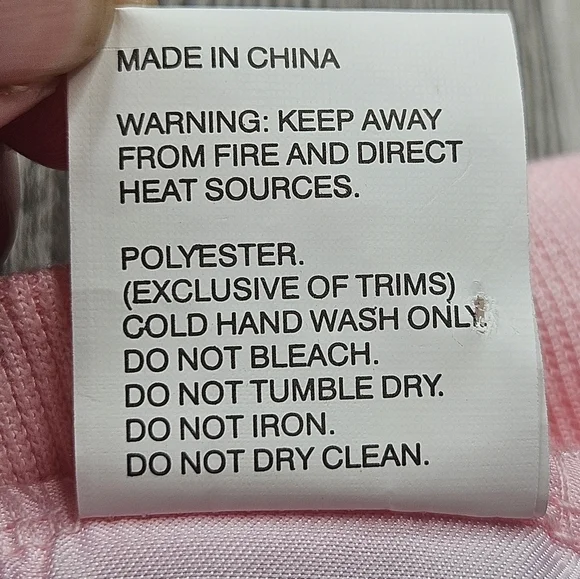 MADE IN CHINA
WARNING: KEEP AWAY
FROM FIRE AND DIRECT
HEAT SOURCES.
POLYESTER.
(EXCLUSIVE OF TRIMS)
COLD HAND WASH ONLY.
DO NOT BLEACH.
DO NOT TUMBLE DRY.
DO NOT IRON.
DO NOT DRY CLEAN.